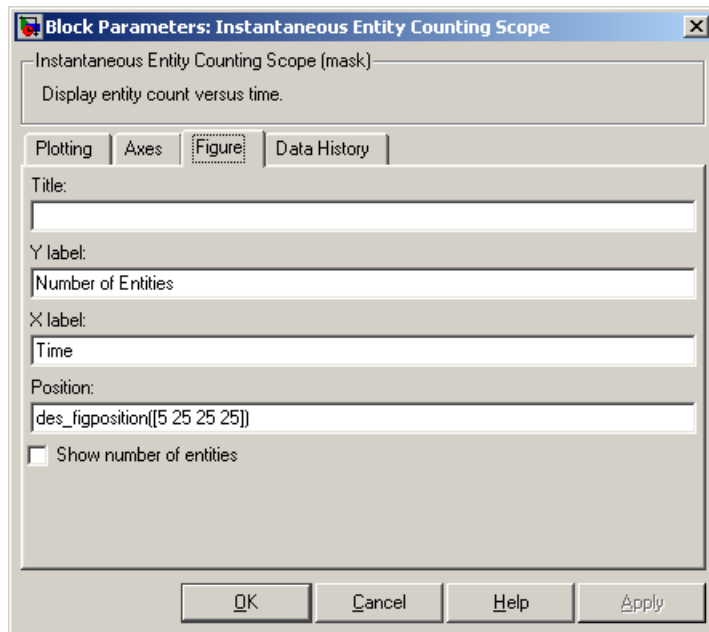 Block Parameters: Instantaneous Entity Counting Scope
Instantaneous Entity Counting Scope (mask)
Display entity count versus time.
Plotting Axes Figure Data History
Title:
Y label:
Number of Entities
X label:
Time
Position:
des_figposition([5 25 25 25])
Show number of entities
OK Cancel Help Apply